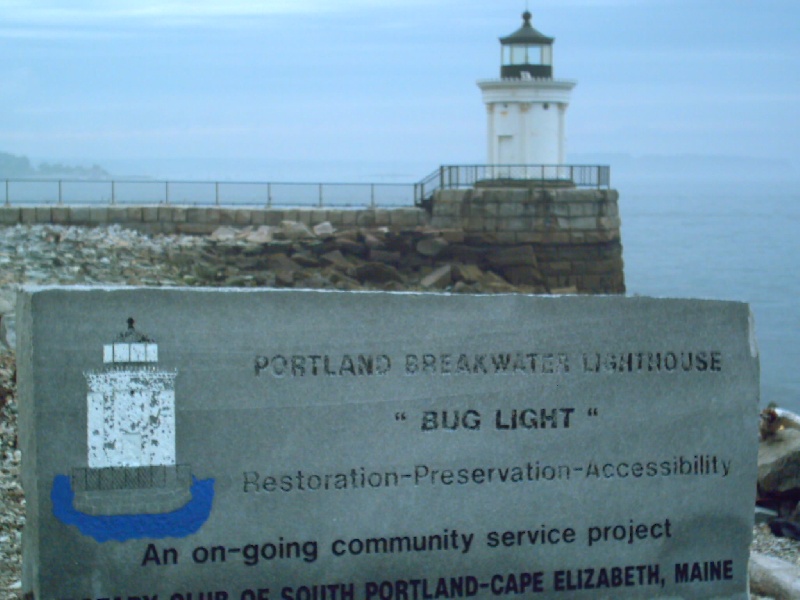 PORTLAND BREAKWATER LIGHTHOUSE
" BUG LIGHT "
Restoration-Preservation-Accessibility
An on-going community service project
ROTARY CLUB OF SOUTH PORTLAND-CAPE ELIZABETH, MAINE